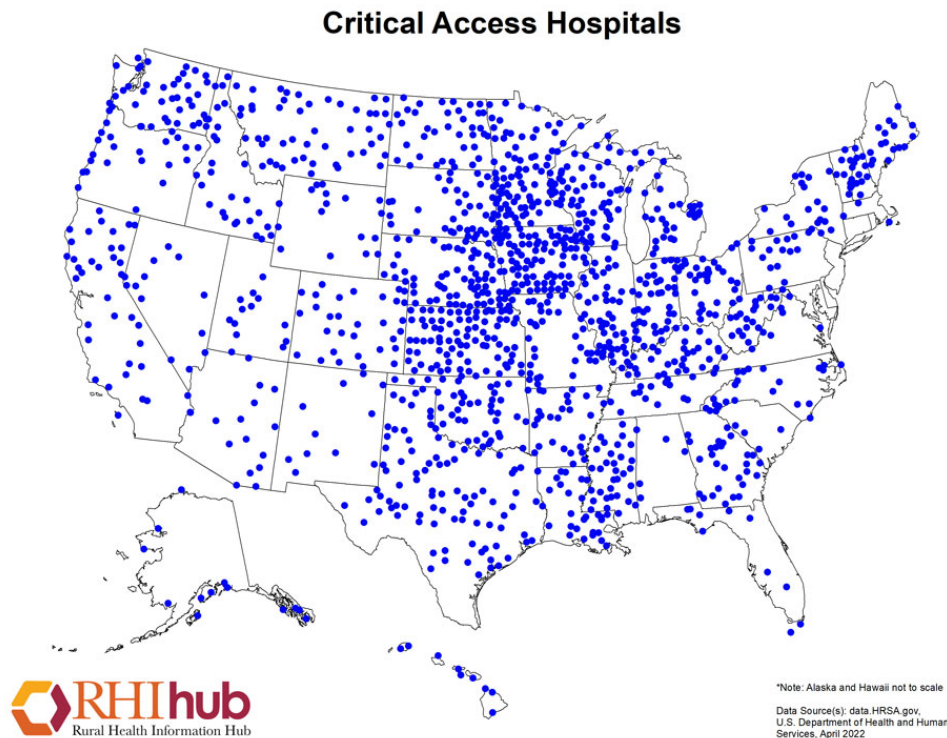 Critical Access Hospitals
RHIhub
Rural Health Information Hub
*Note: Alaska and Hawaii not to scale
Data Source(s): data.HRSA.gov,
U.S. Department of Health and Human
Services, April 2022